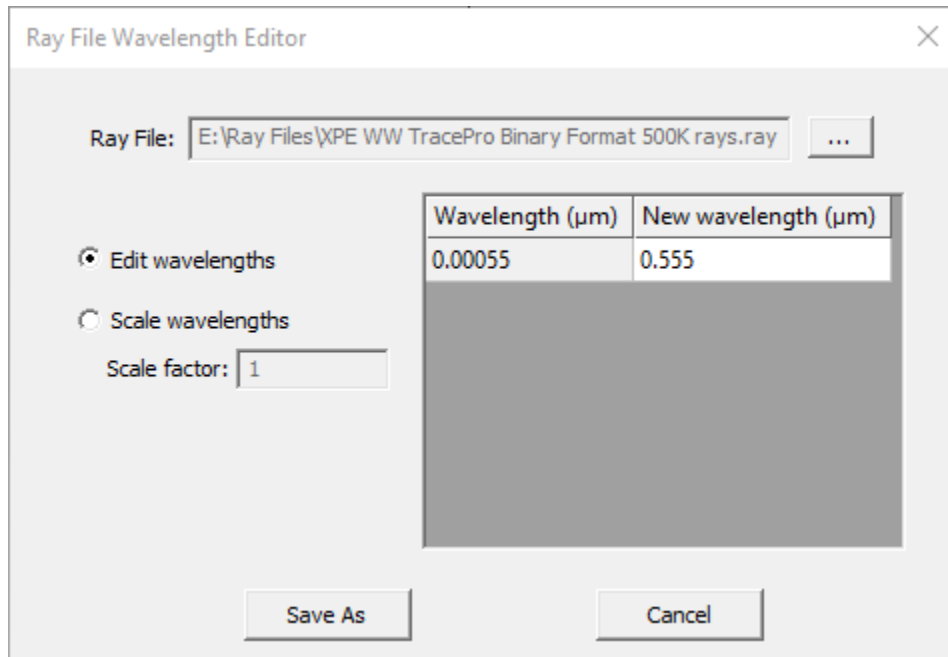 Ray File Wavelength Editor
Ray File: E:\Ray Files\XPE WW TracePro Binary Format 500K rays.ray ...
Wavelength (µm) New wavelength (µm)
0.00055 0.555
Edit wavelengths
Scale wavelengths
Scale factor: 1
Save As Cancel